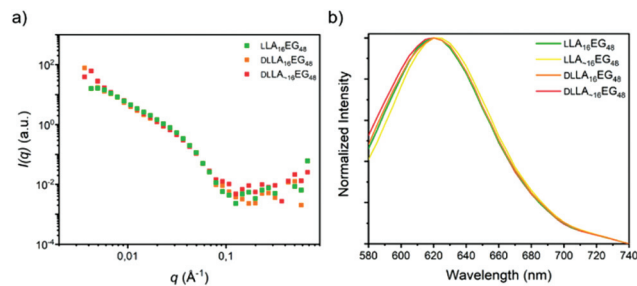 a)
b)
LLA₁₆EG₄₈
DLLA₁₆EG₄₈
DLLA~₁₆EG₄₈
10²
10⁰
10⁻²
10⁻⁴
I(q) (a.u.)
0,01
0,1
q (Å⁻¹)
LLA₁₆EG₄₈
LLA~₁₆EG₄₈
DLLA₁₆EG₄₈
DLLA~₁₆EG₄₈
Normalized Intensity
580 600 620 640 660 680 700 720 740
Wavelength (nm)